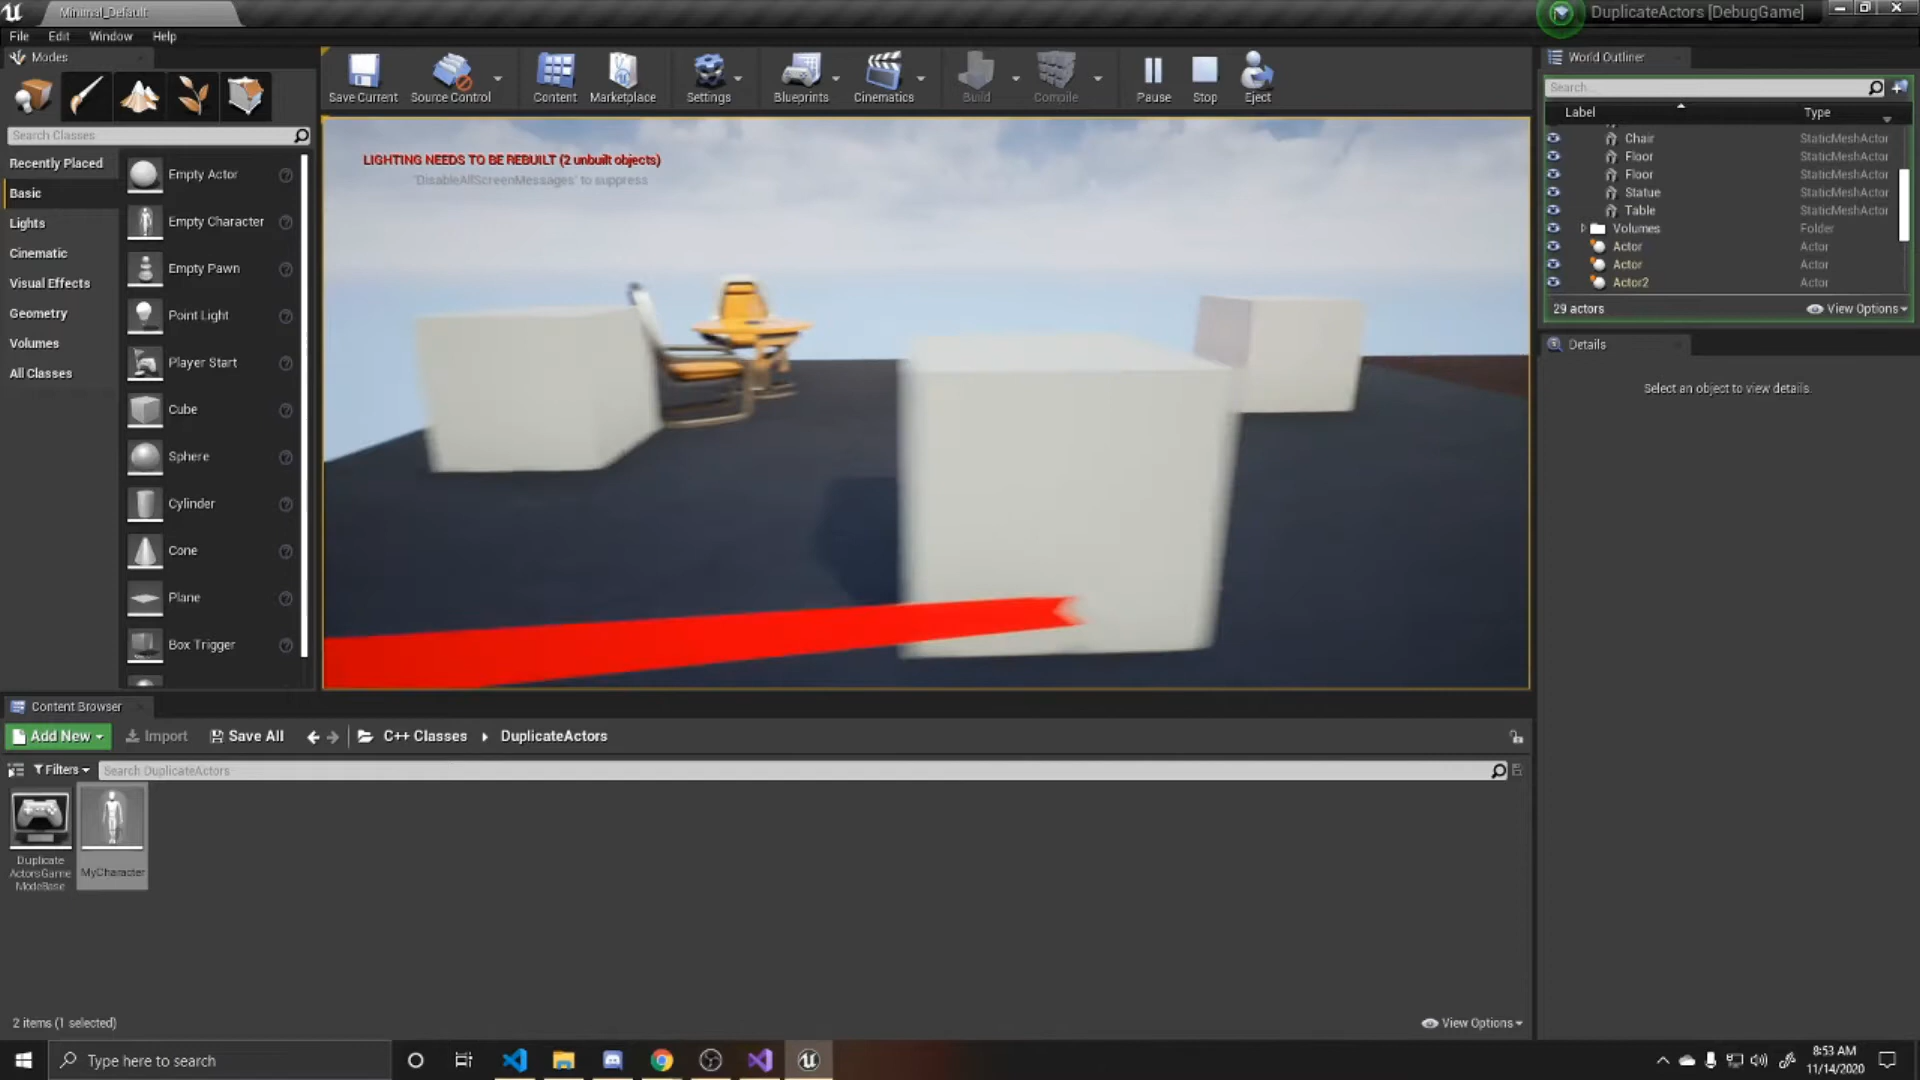 Minimal_Default
DuplicateActors [DebugGame]
File Edit Window Help
Modes
Search Classes
Recently Placed
Basic
Lights
Cinematic
Visual Effects
Geometry
Volumes
All Classes
Empty Actor
Empty Character
Empty Pawn
Point Light
Player Start
Cube
Sphere
Cylinder
Cone
Plane
Box Trigger
Save Current Source Control Content Marketplace Settings Blueprints Cinematics Build Compile Pause Stop Eject
LIGHTING NEEDS TO BE REBUILT (2 unbuilt objects)
'DisableAllScreenMessages' to suppress
World Outliner
Search...
Label Type
Chair StaticMeshActor
Floor StaticMeshActor
Floor StaticMeshActor
Statue StaticMeshActor
Table StaticMeshActor
Volumes Folder
Actor Actor
Actor Actor
Actor2 Actor
29 actors View Options
Details
Select an object to view details.
Content Browser
Add New Import Save All C++ Classes DuplicateActors
Filters Search DuplicateActors
Duplicate
ActorsGame
ModeBase
MyCharacter
2 items (1 selected) View Options
Type here to search
8:53 AM
11/14/2020